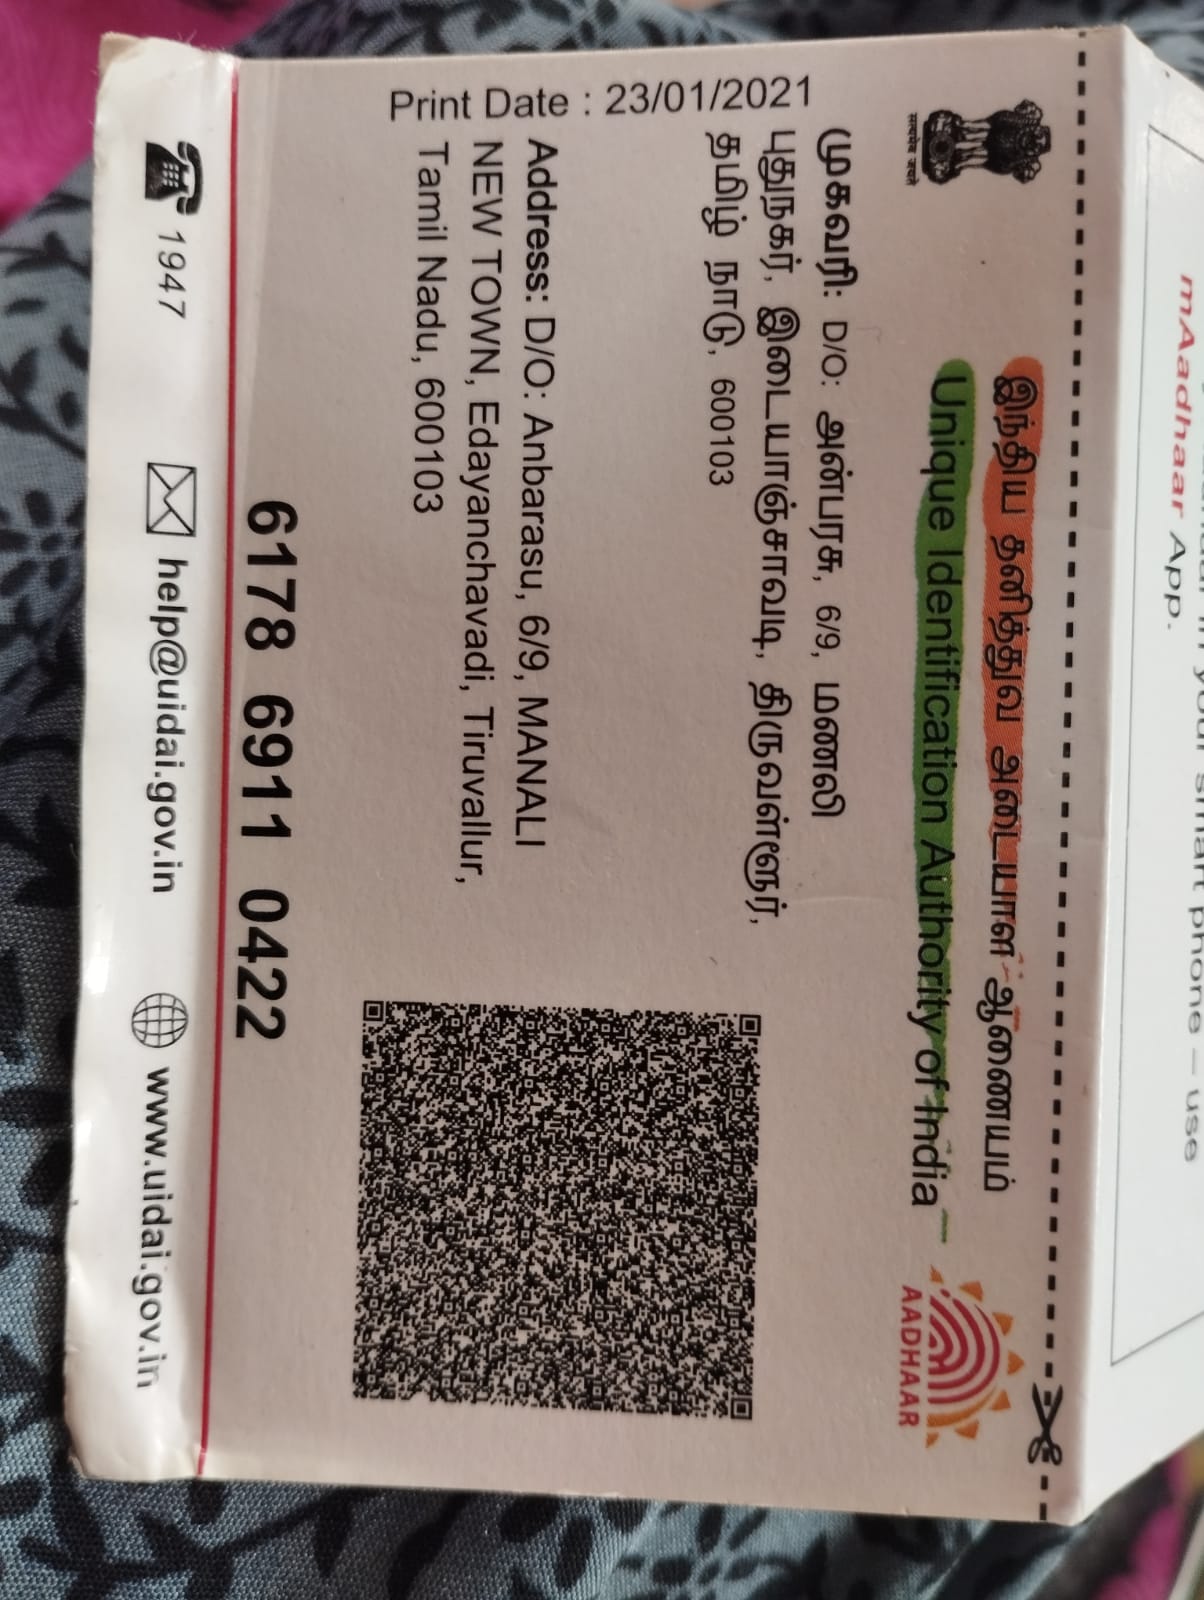 mAadhaar App.
smart phone – use
सत्यमेव जयते
இந்திய தனித்துவ அடையாள ஆணையம்
Unique Identification Authority of India
AADHAAR
முகவரி: D/O: அன்பரசு, 6/9, மணலி
புதுநகர், இடையாஞ்சாவடி, திருவள்ளூர்,
தமிழ் நாடு, 600103
Address: D/O: Anbarasu, 6/9, MANALI
NEW TOWN, Edayanchavadi, Tiruvallur,
Tamil Nadu, 600103
Print Date : 23/01/2021
6178 6911 0422
1947
help@uidai.gov.in
www.uidai.gov.in